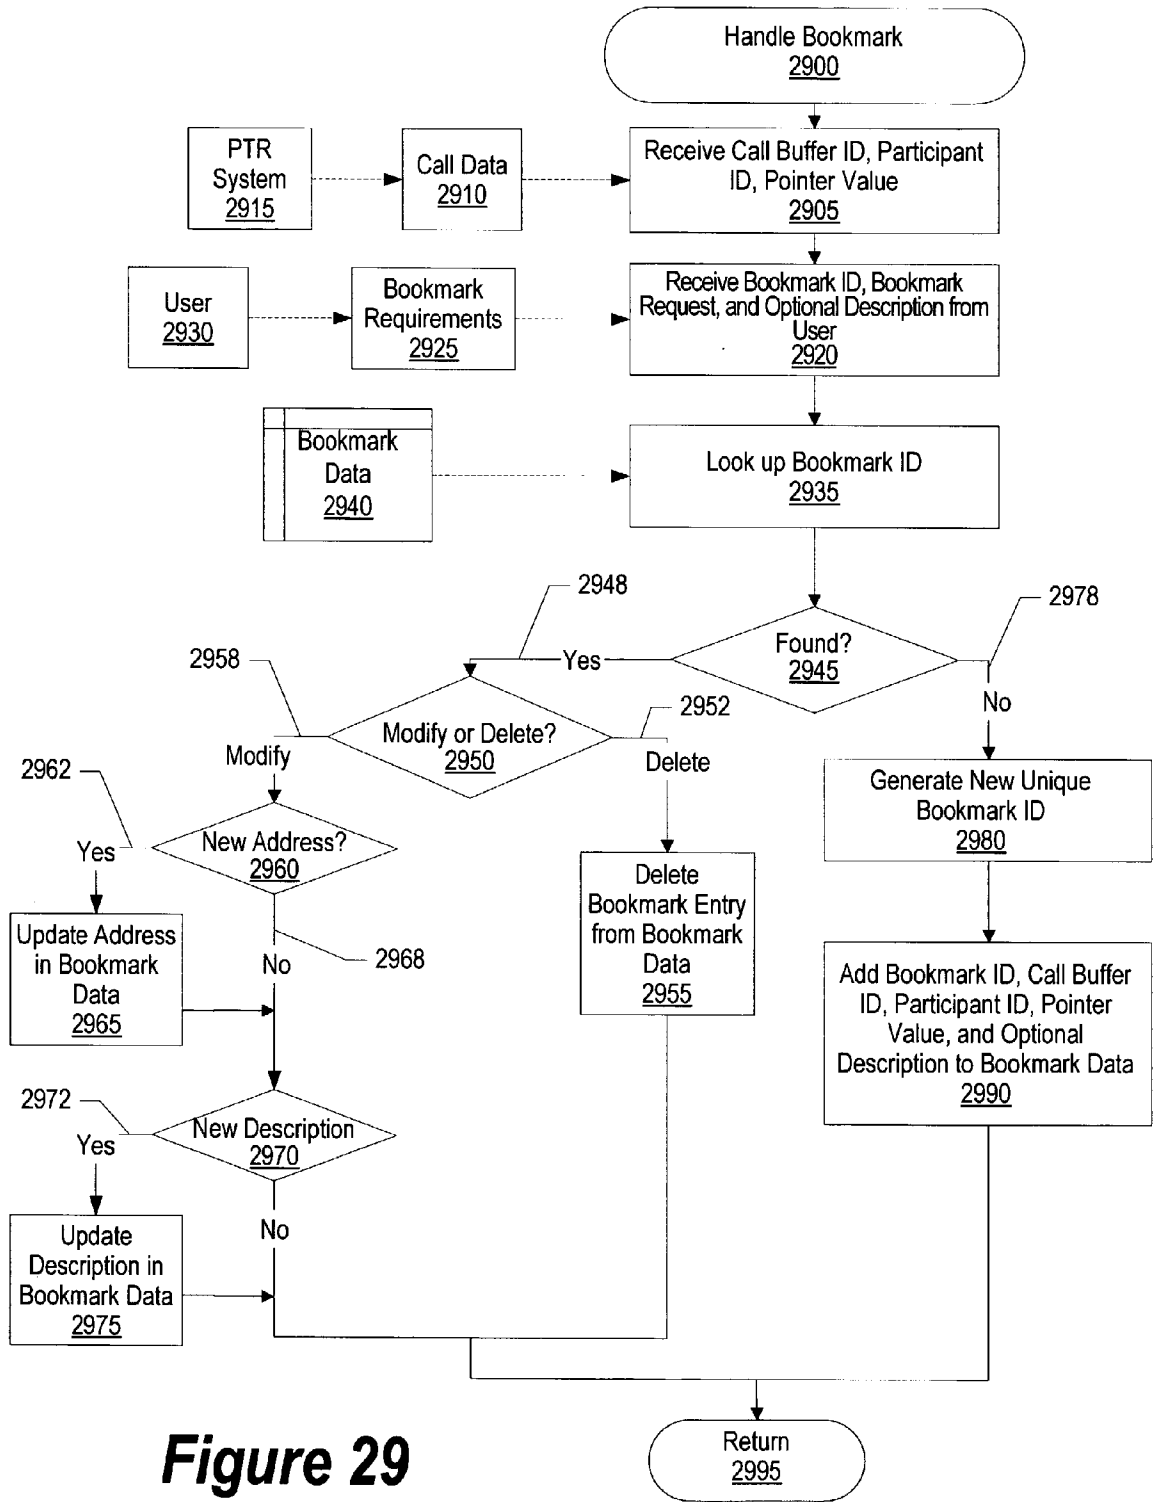 Handle Bookmark
2900
PTR
System
2915
Call Data
2910
Receive Call Buffer ID, Participant
ID, Pointer Value
2905
User
2930
Bookmark
Requirements
2925
Receive Bookmark ID, Bookmark
Request, and Optional Description from
User
2920
Bookmark
Data
2940
Look up Bookmark ID
2935
2948
2978
Found?
2945
Yes
No
2958
2952
Modify or Delete?
2950
Modify
Delete
2962
New Address?
2960
Yes
Generate New Unique
Bookmark ID
2980
Delete
Bookmark Entry
from Bookmark
Data
2955
Update Address
in Bookmark
Data
2965
2968
No
Add Bookmark ID, Call Buffer
ID, Participant ID, Pointer
Value, and Optional
Description to Bookmark Data
2990
2972
New Description
2970
Yes
No
Update
Description in
Bookmark Data
2975
Return
2995
Figure 29